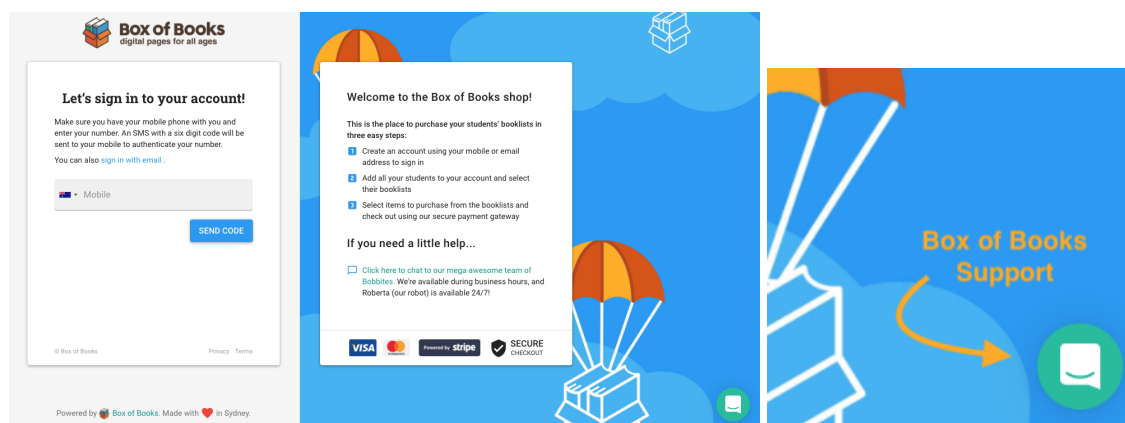 Box of Books
digital pages for all ages
Let's sign in to your account!
Make sure you have your mobile phone with you and
enter your number. An SMS with a six digit code will be
sent to your mobile to authenticate your number.
You can also sign in with email .
Mobile
SEND CODE
© Box of Books
Privacy Terms
Powered by Box of Books. Made with ❤ in Sydney.
Welcome to the Box of Books shop!
This is the place to purchase your students' booklists in
three easy steps:
1 Create an account using your mobile or email
address to sign in
2 Add all your students to your account and select
their booklists
3 Select items to purchase from the booklists and
check out using our secure payment gateway
If you need a little help...
Click here to chat to our mega-awesome team of
Bobbites. We're available during business hours, and
Roberta (our robot) is available 24/7!
VISA
mastercard
Powered by stripe
SECURE
CHECKOUT
Box of Books
Support